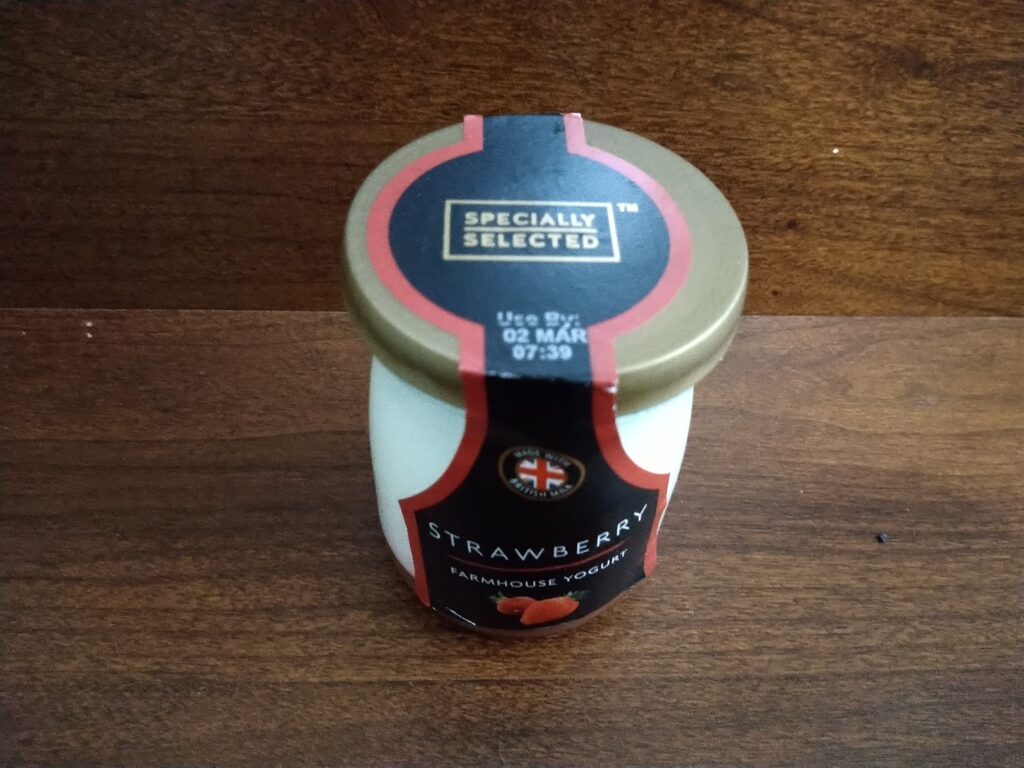 SPECIALLY
SELECTED
TM
Use By:
02 MAR
07:39
MADE WITH
BRITISH MILK
STRAWBERRY
FARMHOUSE YOGURT